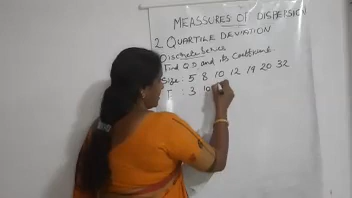 MEASSURES OF DISPERSION
2. QUARTILE DEVIATION
Discrete Series
Find Q.D and its Coefficient
Size : 5 8 10 12 19 20 32
F : 3 10